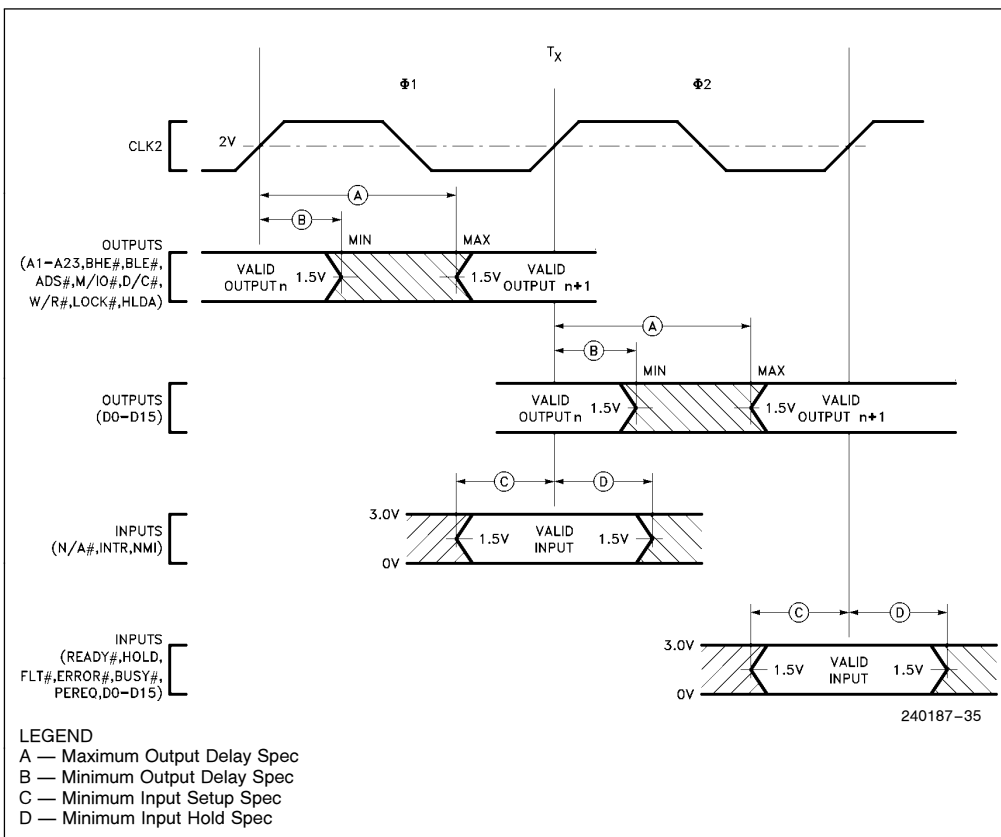 T_X
Φ1
Φ2
CLK2
2V
A
B
MIN
MAX
OUTPUTS
(A1–A23,BHE#,BLE#,
ADS#,M/IO#,D/C#,
W/R#,LOCK#,HLDA)
VALID
OUTPUT n
1.5V
1.5V
VALID
OUTPUT n+1
A
B
MIN
MAX
OUTPUTS
(D0–D15)
VALID
OUTPUT n
1.5V
1.5V
VALID
OUTPUT n+1
C
D
INPUTS
(N/A#,INTR,NMI)
3.0V
0V
1.5V
VALID
INPUT
1.5V
C
D
INPUTS
(READY#,HOLD,
FLT#,ERROR#,BUSY#,
PEREQ,D0–D15)
3.0V
0V
1.5V
VALID
INPUT
1.5V
240187–35
LEGEND
A — Maximum Output Delay Spec
B — Minimum Output Delay Spec
C — Minimum Input Setup Spec
D — Minimum Input Hold Spec